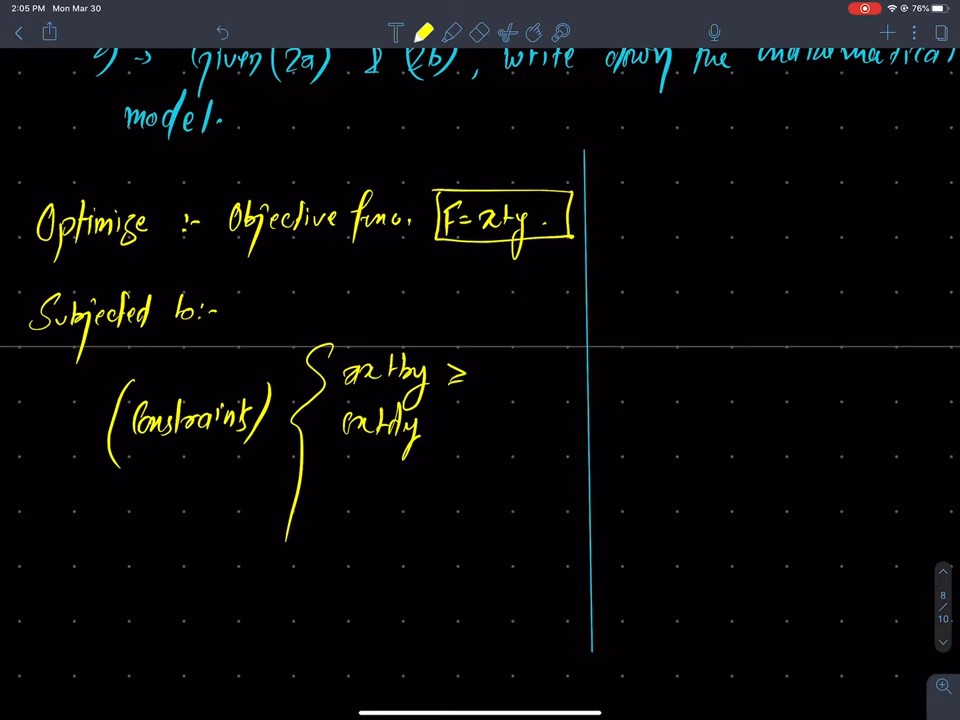 2:05 PM Mon Mar 30
76%
T
→ Given (2a) & (2b), write down the mathematical
model.
Optimize :- Objective func. F = x+y.
Subjected to:-
(Constraints) { ax+by ≥
cx+dy
8
/
10